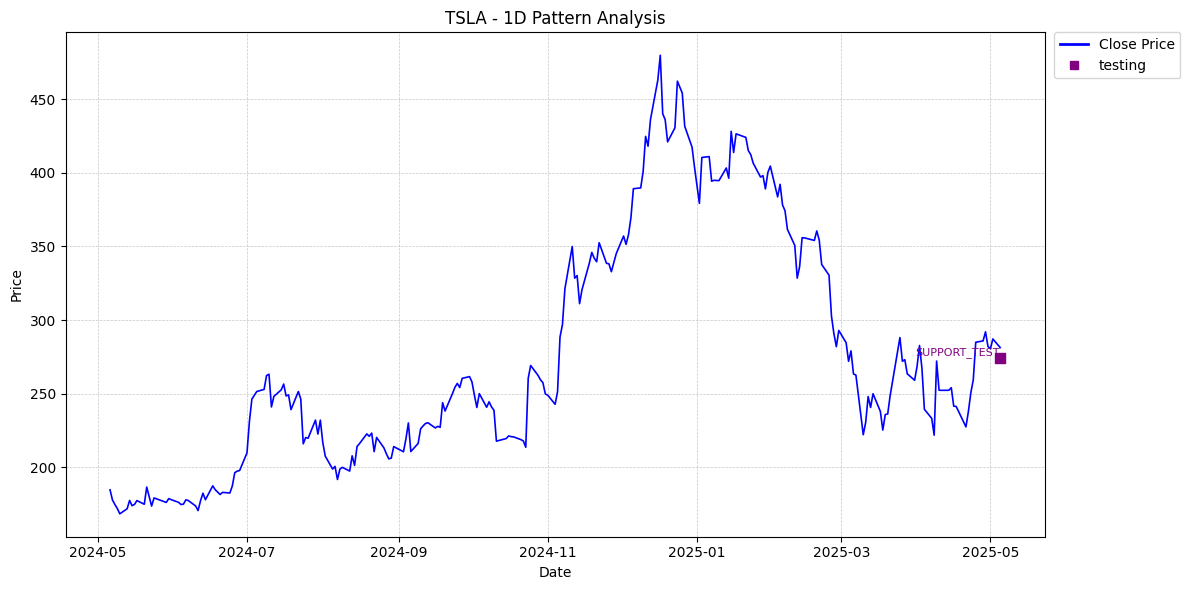 TSLA - 1D Pattern Analysis
Close Price
testing
Price
450
400
350
300
250
200
SUPPORT_TEST
2024-05
2024-07
2024-09
2024-11
2025-01
2025-03
2025-05
Date